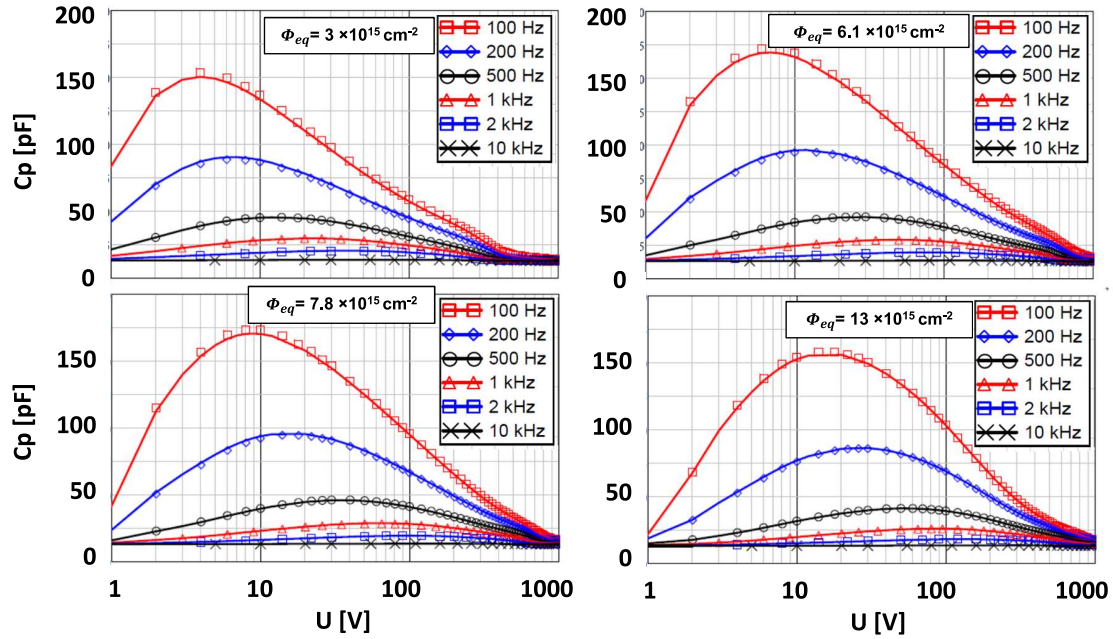 200
150
100
50
0
Cp [pF]
Φeq= 3 ×10¹⁵ cm⁻²
100 Hz
200 Hz
500 Hz
1 kHz
2 kHz
10 kHz
200
150
100
50
0
Φeq= 6.1 ×10¹⁵ cm⁻²
100 Hz
200 Hz
500 Hz
1 kHz
2 kHz
10 kHz
150
100
50
0
Cp [pF]
Φeq= 7.8 ×10¹⁵ cm⁻²
100 Hz
200 Hz
500 Hz
1 kHz
2 kHz
10 kHz
1 10 100 1000
U [V]
150
100
50
0
Φeq= 13 ×10¹⁵ cm⁻²
100 Hz
200 Hz
500 Hz
1 kHz
2 kHz
10 kHz
1 10 100 1000
U [V]